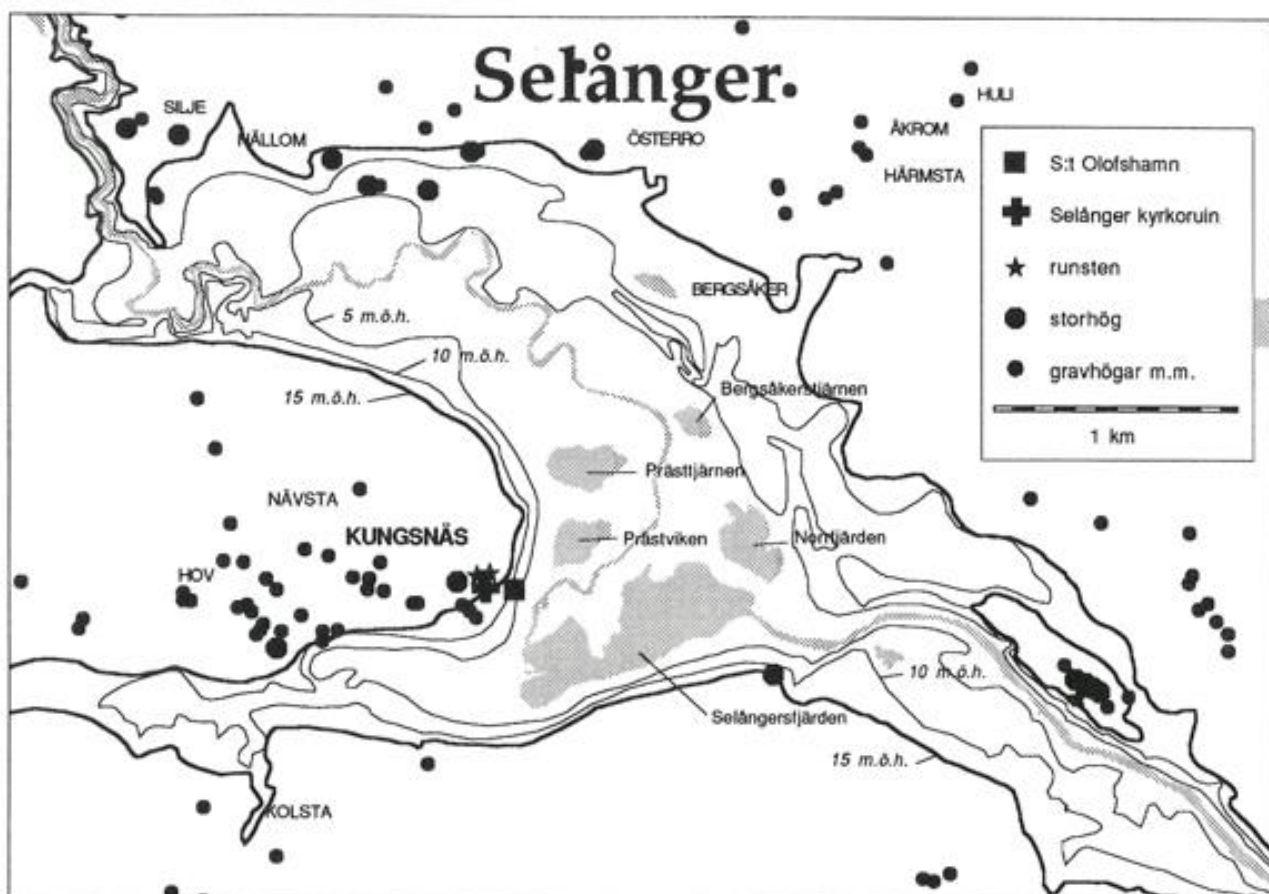 Selånger
SILJE
HÄLLOM
ÖSTERRO
HULI
ÅKROM
HÄRMSTA
S:t Olofshamn
Selånger kyrkoruin
runsten
storhög
gravhögar m.m.
1 km
BERGSÅKER
5 m.ö.h.
10 m.ö.h.
15 m.ö.h.
Bergsåkerstjärnen
Prästtjärnen
NÄVSTA
KUNGSNÄS
Prästviken
Norrfjärden
HOV
10 m.ö.h.
Selångersfjärden
15 m.ö.h.
KOLSTA